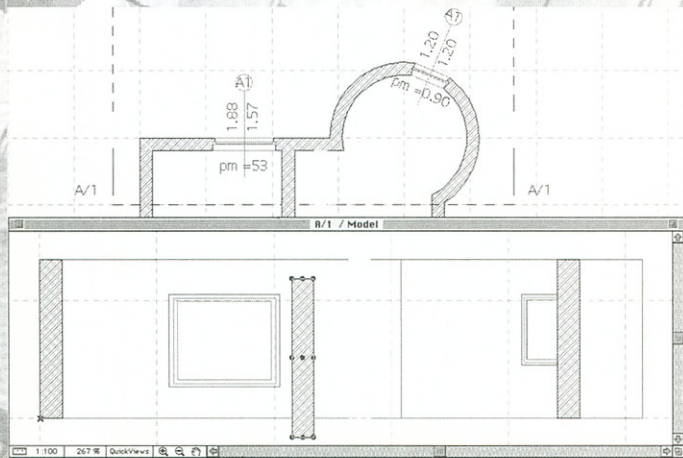 A1
1.20
1.20
pm =0.90
A1
1.88
1.57
pm =53
A/1
A/1
A/1 / Model
1:100
267 %
QuickViews